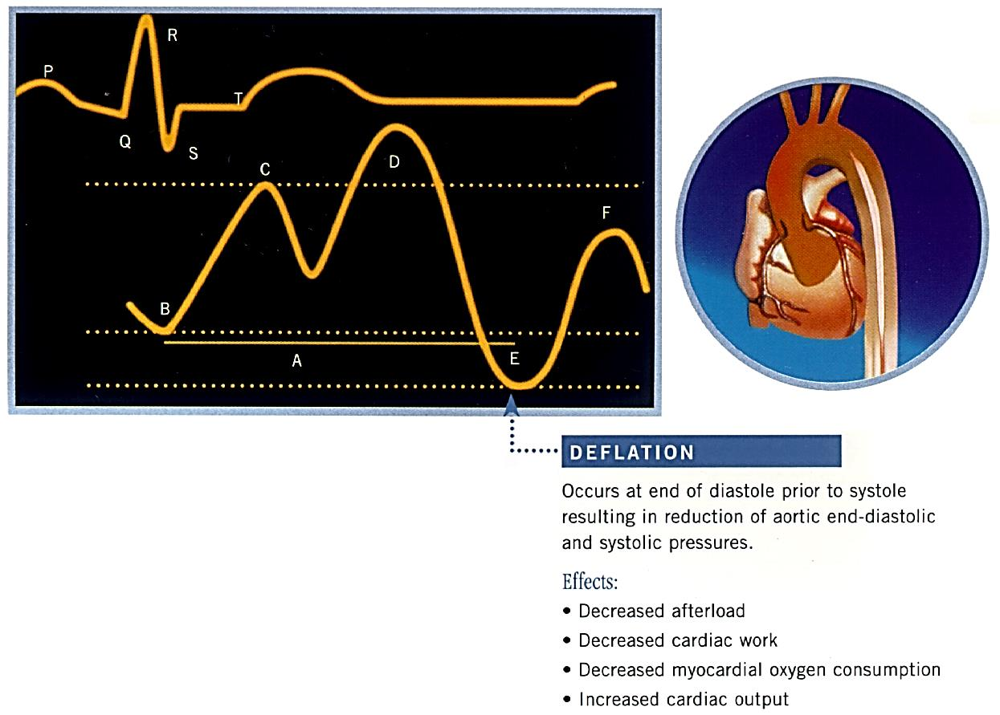 P
R
Q
S
T
C
D
F
B
A
E
DEFLATION
Occurs at end of diastole prior to systole
resulting in reduction of aortic end-diastolic
and systolic pressures.
Effects:
• Decreased afterload
• Decreased cardiac work
• Decreased myocardial oxygen consumption
• Increased cardiac output